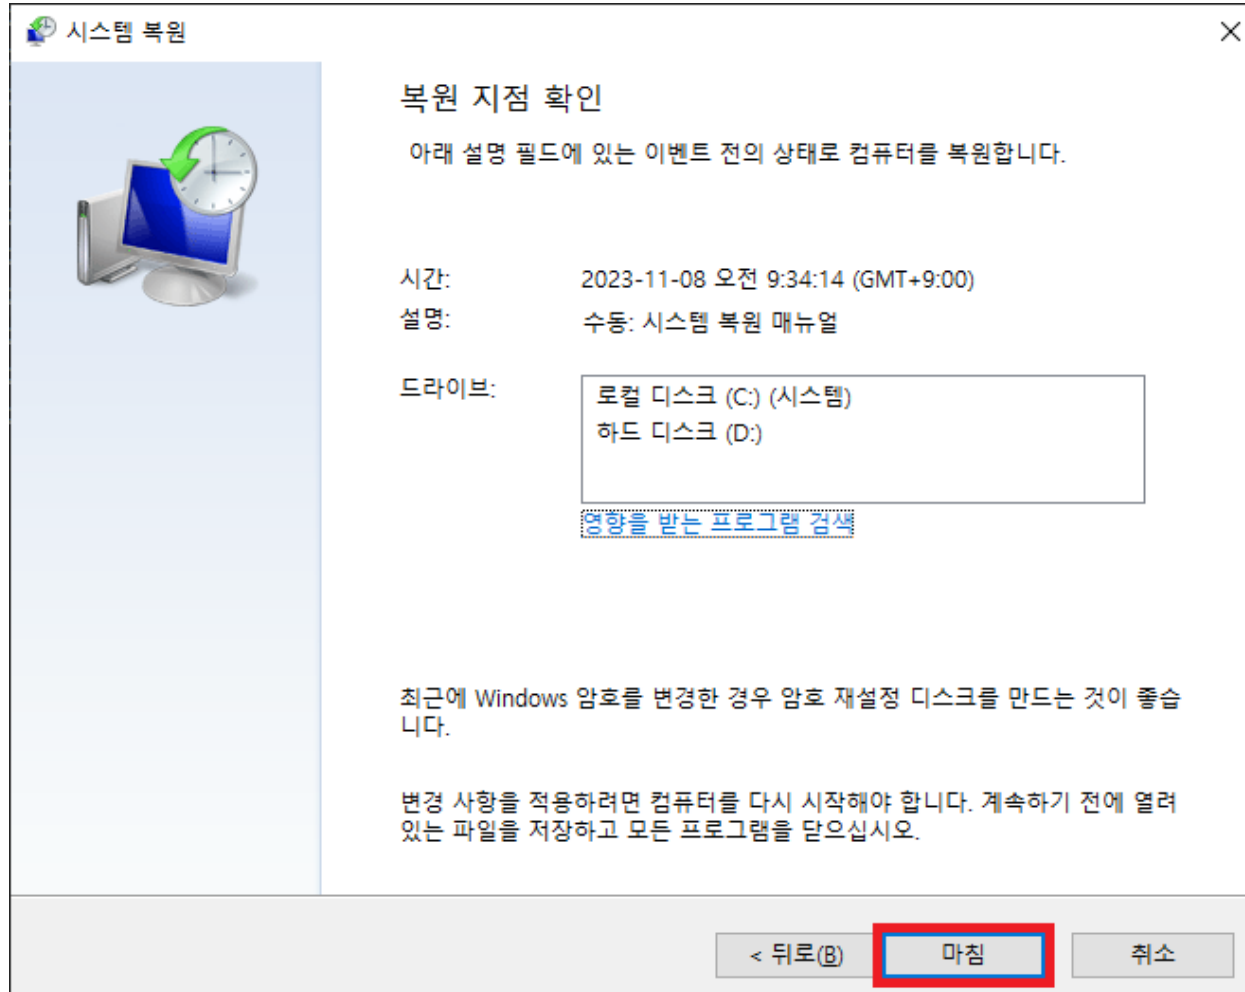 시스템 복원
복원 지점 확인
아래 설명 필드에 있는 이벤트 전의 상태로 컴퓨터를 복원합니다.
시간: 2023-11-08 오전 9:34:14 (GMT+9:00)
설명: 수동: 시스템 복원 매뉴얼
드라이브: 로컬 디스크 (C:) (시스템)
하드 디스크 (D:)
영향을 받는 프로그램 검색
최근에 Windows 암호를 변경한 경우 암호 재설정 디스크를 만드는 것이 좋습
니다.
변경 사항을 적용하려면 컴퓨터를 다시 시작해야 합니다. 계속하기 전에 열려
있는 파일을 저장하고 모든 프로그램을 닫으십시오.
< 뒤로(B) 마침 취소